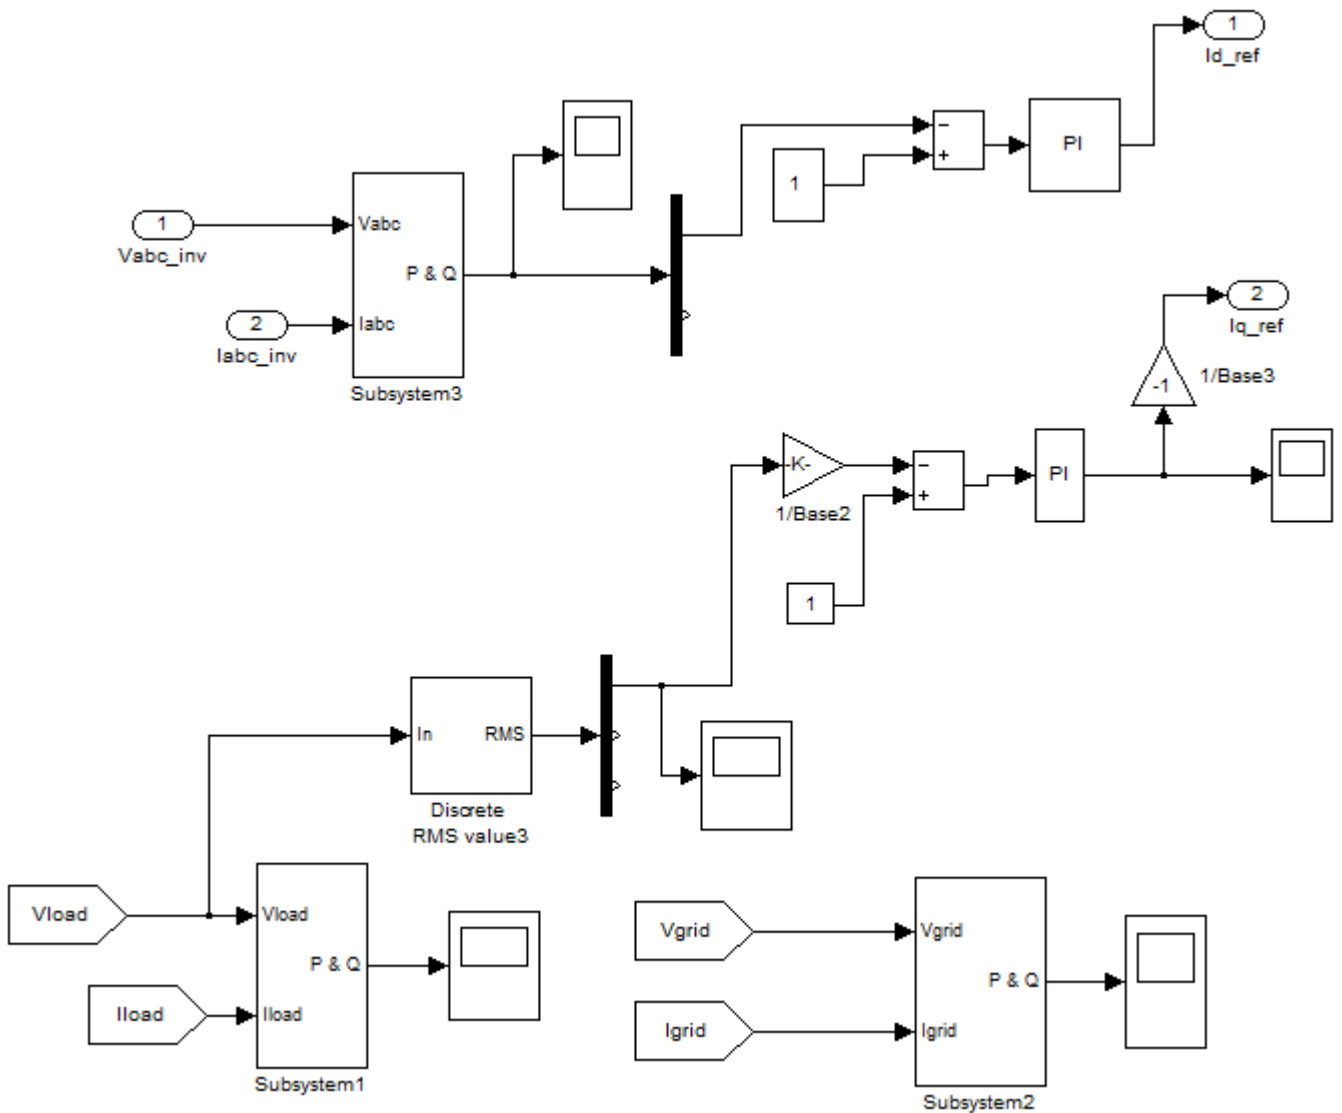 1
Id_ref
−
+
PI
1
1
Vabc_inv
Vabc
P & Q
2
Iabc_inv
Iabc
Subsystem3
2
Iq_ref
-1
1/Base3
-K-
1/Base2
−
+
PI
1
In
RMS
Discrete
RMS value3
Vload
Vload
P & Q
Iload
Iload
Subsystem1
Vgrid
Vgrid
P & Q
Igrid
Igrid
Subsystem2